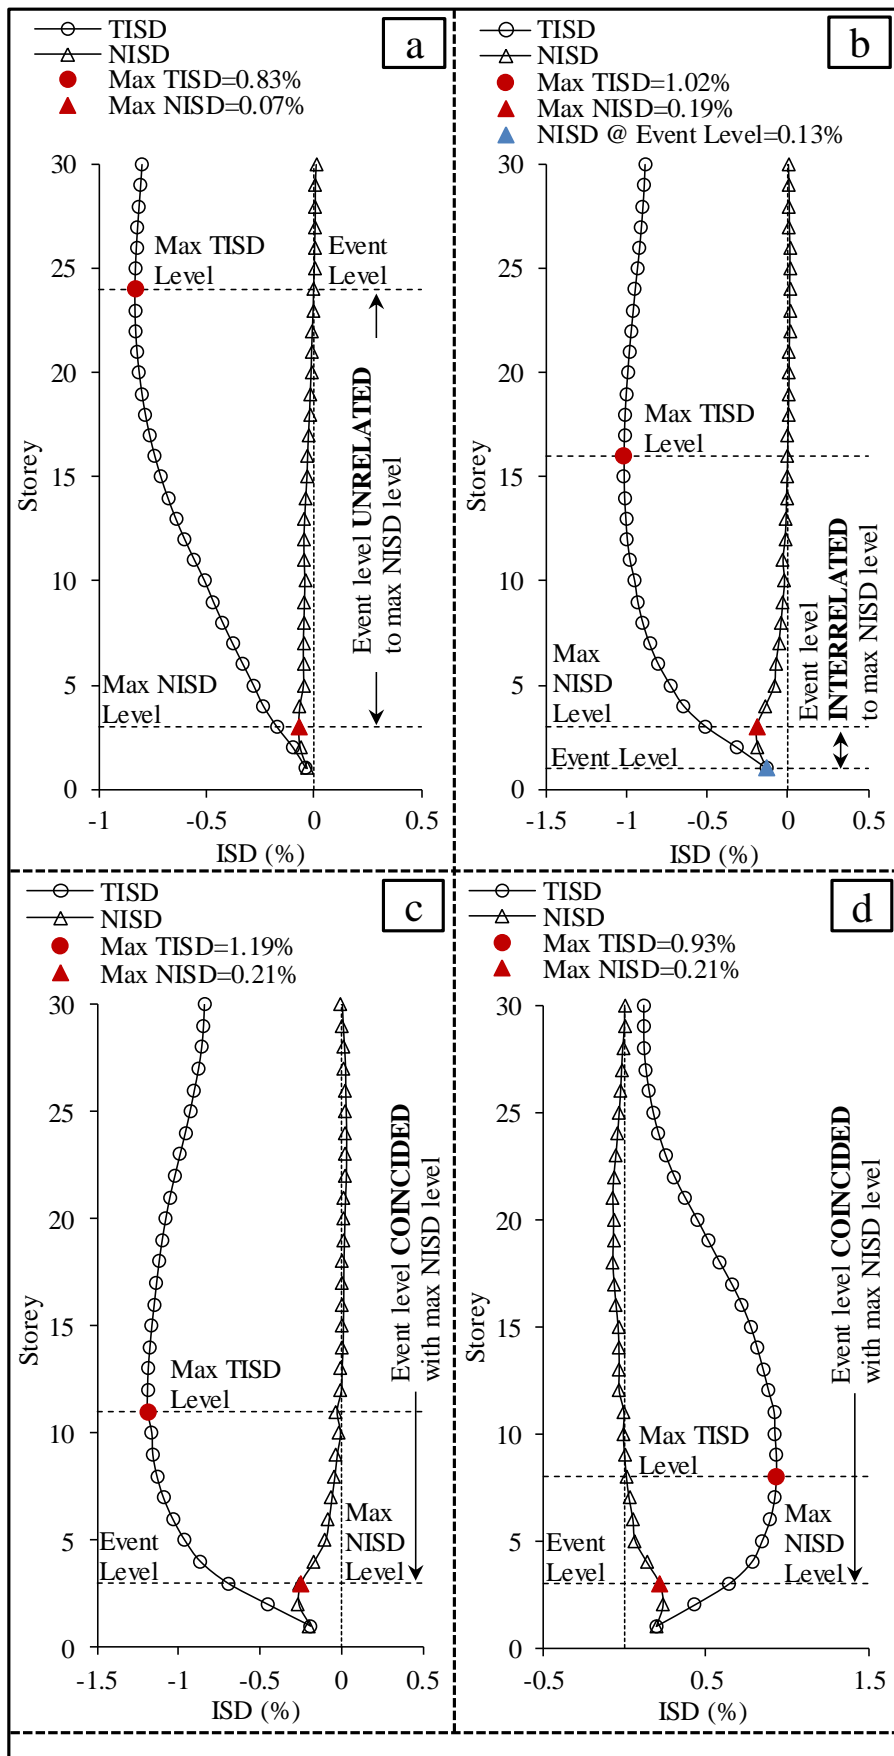 a
TISD
NISD
Max TISD=0.83%
Max NISD=0.07%
30
25
20
15
10
5
0
Storey
Max TISD
Level
Event
Level
Event level UNRELATED
to max NISD level
Max NISD
Level
-1
-0.5
0
0.5
ISD (%)
b
TISD
NISD
Max TISD=1.02%
Max NISD=0.19%
NISD @ Event Level=0.13%
30
25
20
15
10
5
0
Storey
Max TISD
Level
Max
NISD
Level
Event Level
Event level
INTERRELATED
to max NISD level
-1.5
-1
-0.5
0
0.5
ISD (%)
c
TISD
NISD
Max TISD=1.19%
Max NISD=0.21%
30
25
20
15
10
5
0
Storey
Max TISD
Level
Event
Level
Max
NISD
Level
Event level COINCIDED
with max NISD level
-1.5
-1
-0.5
0
0.5
ISD (%)
d
TISD
NISD
Max TISD=0.93%
Max NISD=0.21%
30
25
20
15
10
5
0
Storey
Max TISD
Level
Event
Level
Max
NISD
Level
Event level COINCIDED
with max NISD level
-0.5
0.5
1.5
ISD (%)